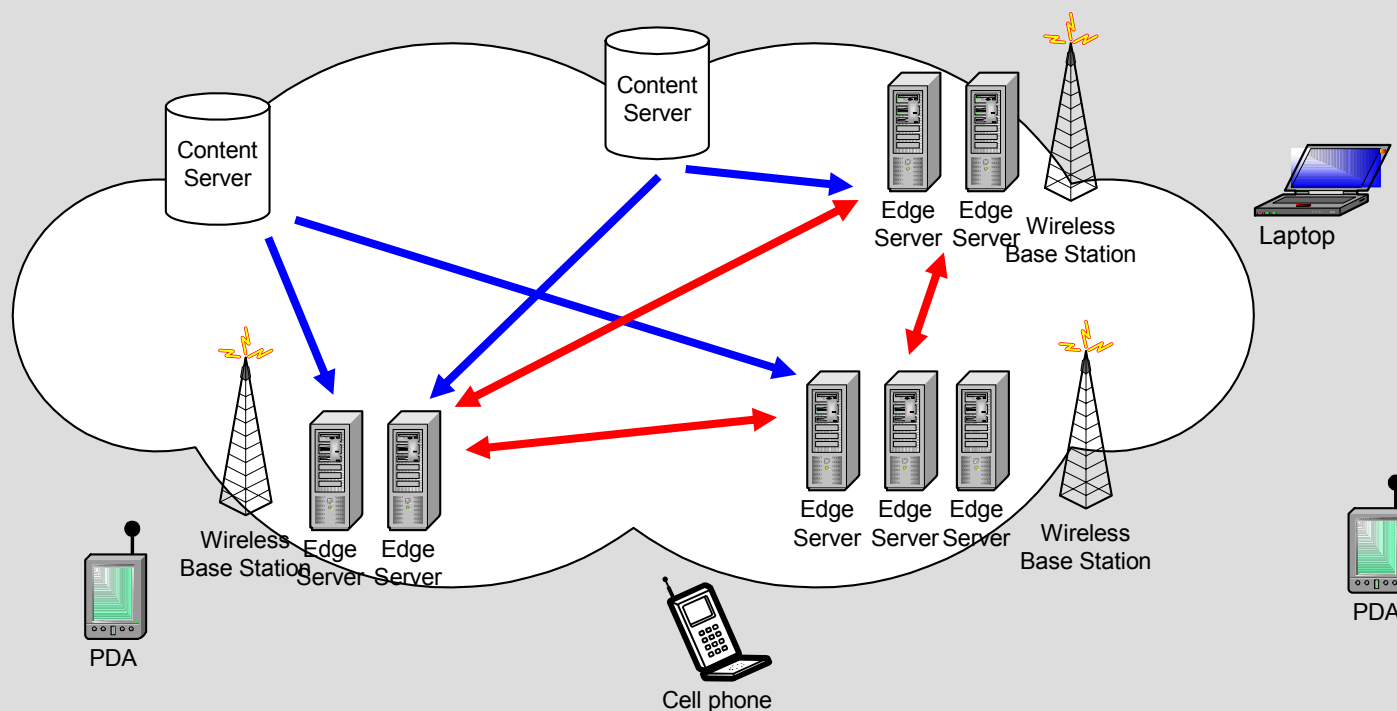 Content
Server
Content
Server
Edge
Server
Edge
Server
Wireless
Base Station
Laptop
Wireless
Base Station
Edge
Server
Edge
Server
Edge
Server
Edge
Server
Edge
Server
Wireless
Base Station
PDA
Cell phone
PDA